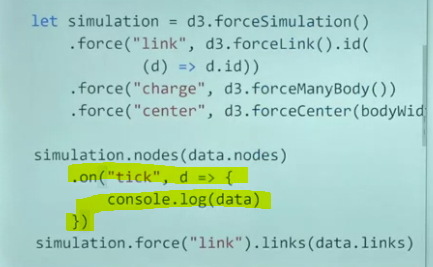 let simulation = d3.forceSimulation()
.force("link", d3.forceLink().id(
(d) => d.id))
.force("charge", d3.forceManyBody())
.force("center", d3.forceCenter(bodyWid
simulation.nodes(data.nodes)
.on("tick", d => {
console.log(data)
})
simulation.force("link").links(data.links)